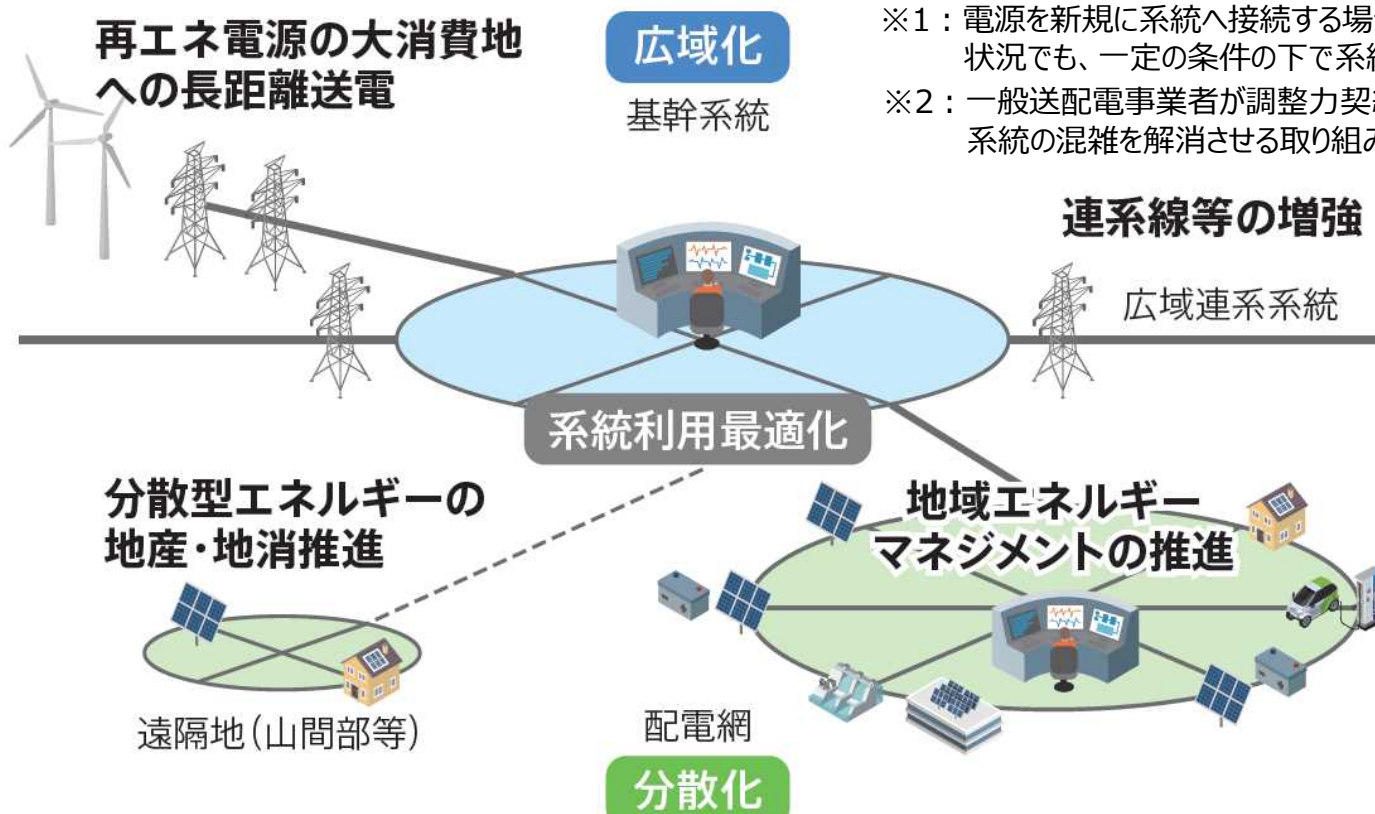 再エネ電源の大消費地
への長距離送電
広域化
基幹系統
※1：電源を新規に系統へ接続する場
状況でも、一定の条件の下で系統
※2：一般送配電事業者が調整力契
系統の混雑を解消させる取り組み
連系線等の増強
広域連系系統
系統利用最適化
分散型エネルギーの
地産・地消推進
地域エネルギー
マネジメントの推進
遠隔地（山間部等）
配電網
分散化